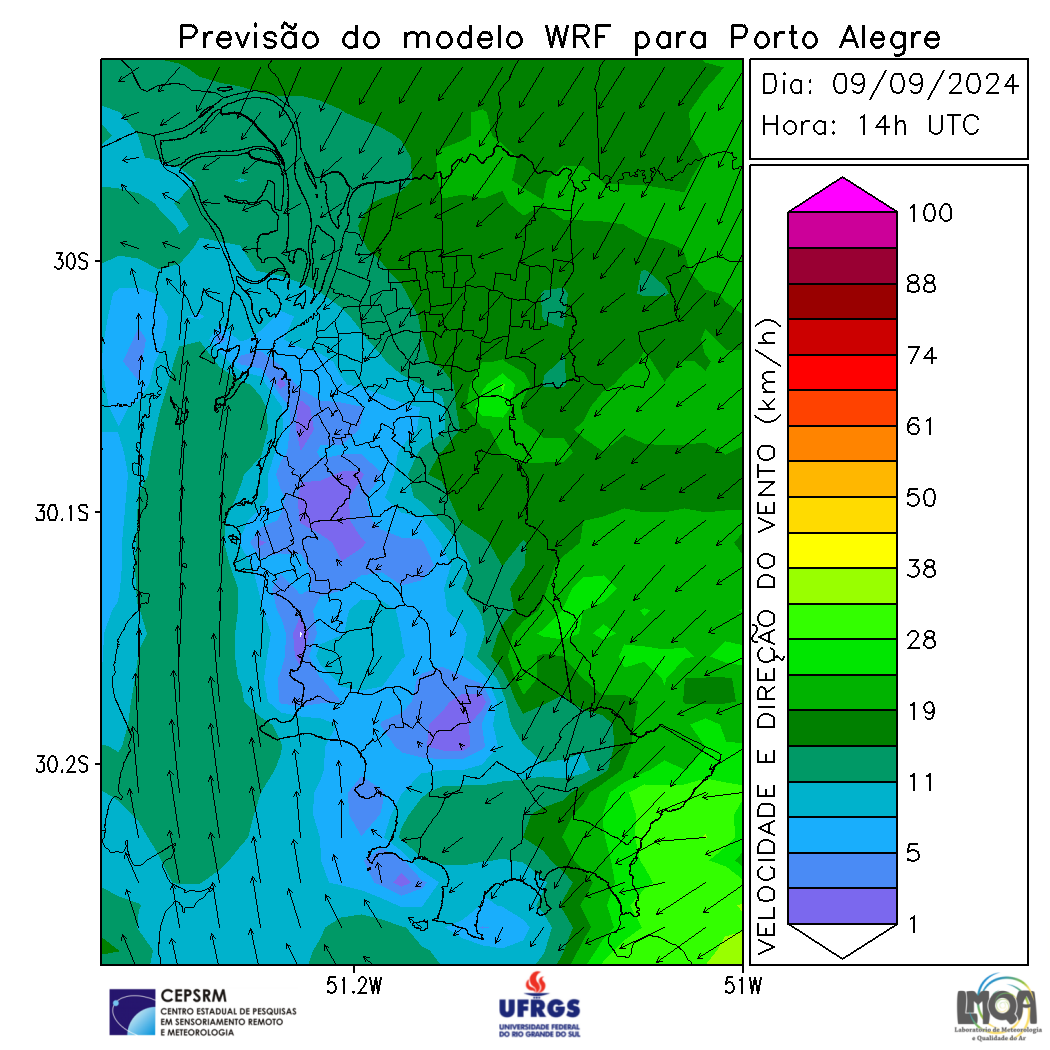 Previsão do modelo WRF para Porto Alegre
Dia: 09/09/2024
Hora: 14h UTC
30S
30.1S
30.2S
51.2W
51W
VELOCIDADE E DIREÇÃO DO VENTO (km/h)
100
88
74
61
50
38
28
19
11
5
1
CEPSRM
CENTRO ESTADUAL DE PESQUISAS
EM SENSORIAMENTO REMOTO
E METEOROLOGIA
UFRGS
UNIVERSIDADE FEDERAL
DO RIO GRANDE DO SUL
LMQA
Laboratório de Meteorologia
e Qualidade do Ar